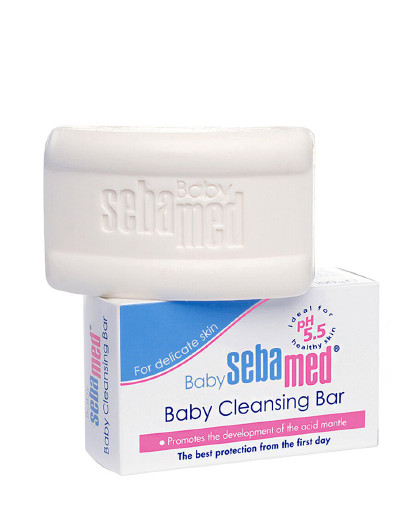 Baby
sebamed
For delicate skin
ideal for
pH
5.5
healthy skin
Baby sebamed®
Baby Cleansing Bar
• Promotes the development of the acid mantle
The best protection from the first day
sebamed®
Baby Cleansing Bar